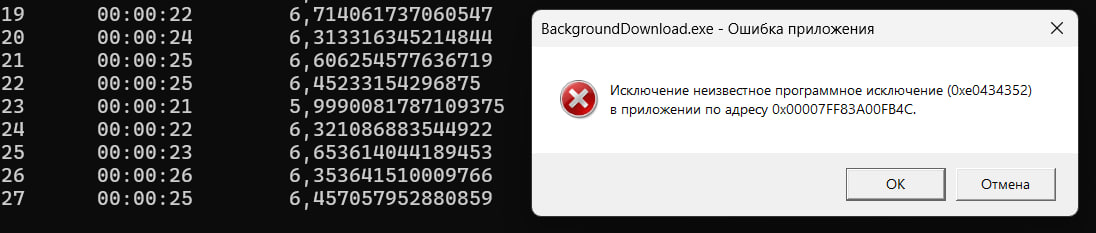 19 00:00:22 6,714061737060547
20 00:00:24 6,313316345214844
21 00:00:25 6,606254577636719
22 00:00:25 6,45233154296875
23 00:00:21 5,9990081787109375
24 00:00:22 6,321086883544922
25 00:00:23 6,653614044189453
26 00:00:26 6,353641510009766
27 00:00:25 6,457057952880859
BackgroundDownload.exe - Ошибка приложения
Исключение неизвестное программное исключение (0xe0434352)
в приложении по адресу 0x00007FF83A00FB4C.
ОК
Отмена